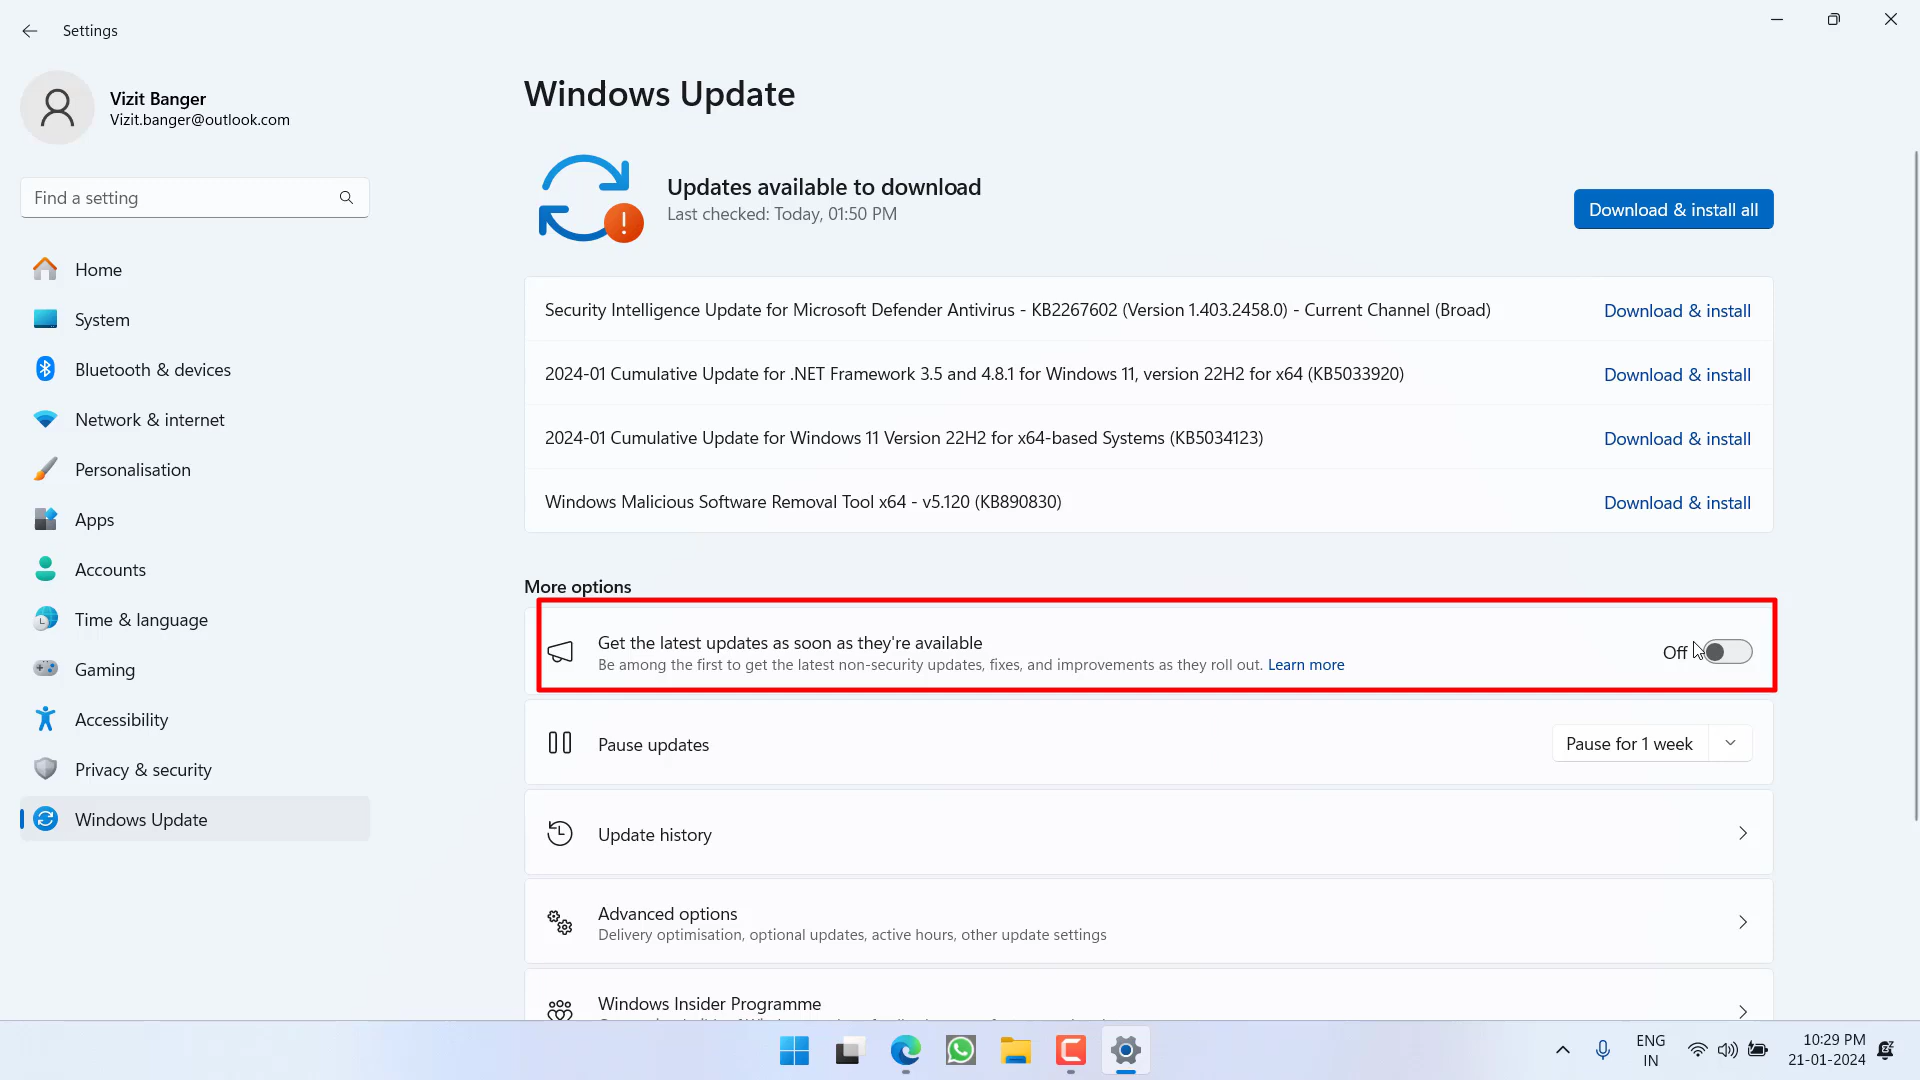 Settings
Vizit Banger
Vizit.banger@outlook.com
Find a setting
Home
System
Bluetooth & devices
Network & internet
Personalisation
Apps
Accounts
Time & language
Gaming
Accessibility
Privacy & security
Windows Update
Windows Update
Updates available to download
Last checked: Today, 01:50 PM
Download & install all
Security Intelligence Update for Microsoft Defender Antivirus - KB2267602 (Version 1.403.2458.0) - Current Channel (Broad) Download & install
2024-01 Cumulative Update for .NET Framework 3.5 and 4.8.1 for Windows 11, version 22H2 for x64 (KB5033920) Download & install
2024-01 Cumulative Update for Windows 11 Version 22H2 for x64-based Systems (KB5034123) Download & install
Windows Malicious Software Removal Tool x64 - v5.120 (KB890830) Download & install
More options
Get the latest updates as soon as they're available
Be among the first to get the latest non-security updates, fixes, and improvements as they roll out. Learn more
Off
Pause updates Pause for 1 week
Update history
Advanced options
Delivery optimisation, optional updates, active hours, other update settings
Windows Insider Programme
ENG
IN
10:29 PM
21-01-2024